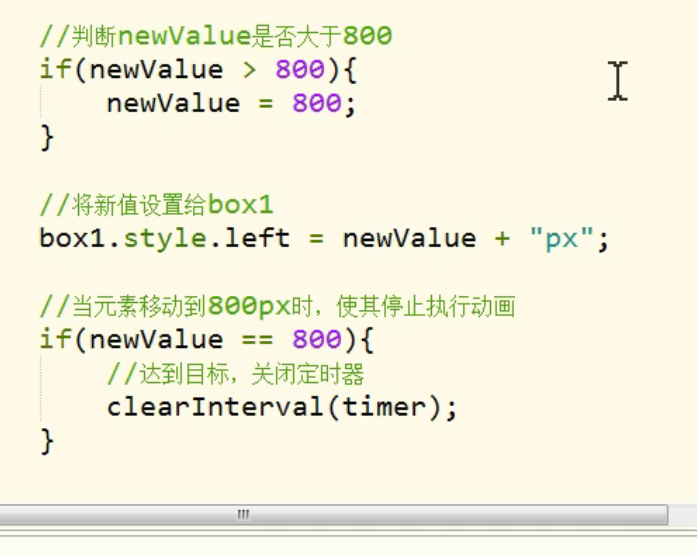 //判断newValue是否大于800
if(newValue > 800){
    newValue = 800;
}
//将新值设置给box1
box1.style.left = newValue + "px";
//当元素移动到800px时，使其停止执行动画
if(newValue == 800){
    //达到目标，关闭定时器
    clearInterval(timer);
}